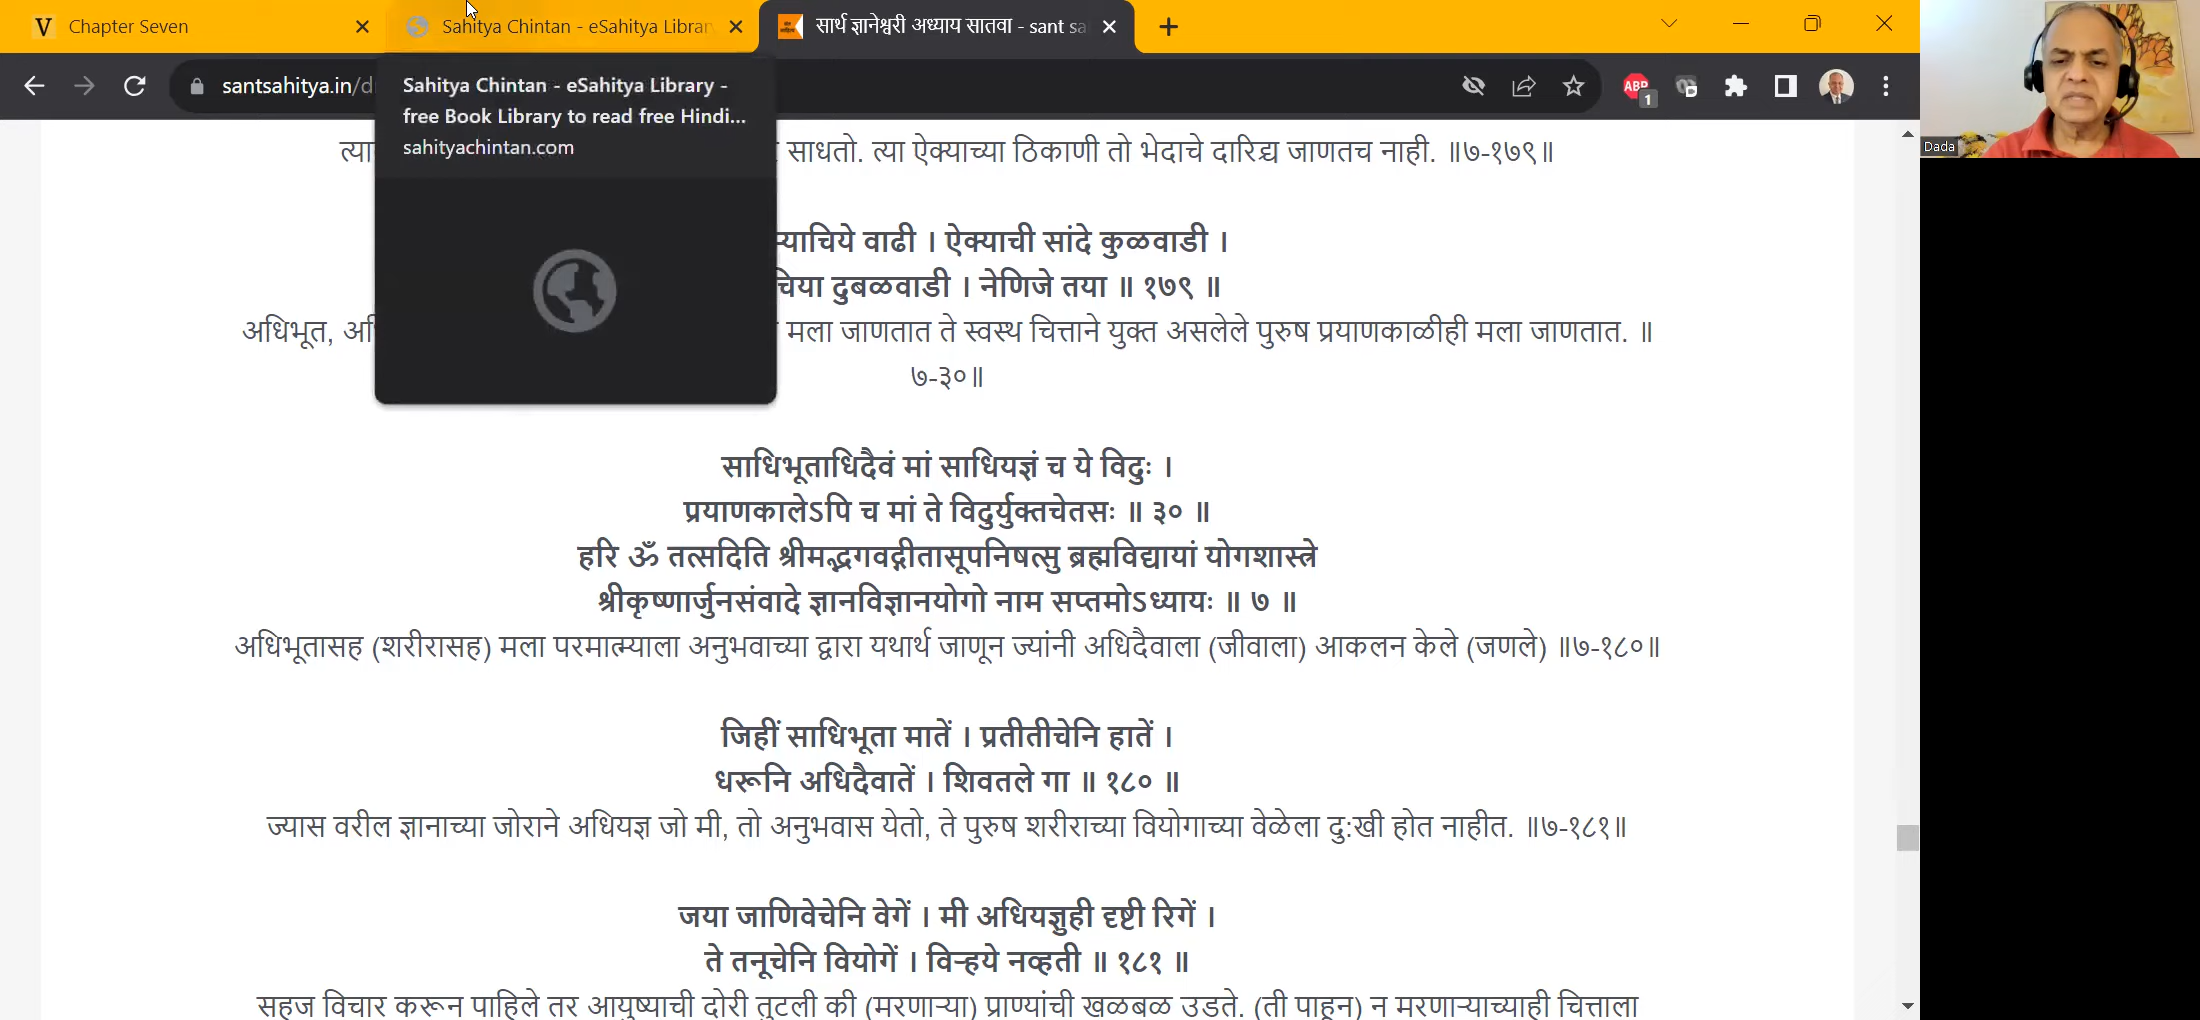 V Chapter Seven
Sahitya Chintan - eSahitya Librar
सार्थ ज्ञानेश्वरी अध्याय सातवा - sant sa
santsahitya.in/d
ABP
1
Sahitya Chintan - eSahitya Library -
free Book Library to read free Hindi...
sahityachintan.com
Dada
त्या साधतो. त्या ऐक्याच्या ठिकाणी तो भेदाचे दारिद्य जाणतच नाही. ॥७-१७९॥
ऱ्याचिये वाढी । ऐक्याची सांदे कुळवाडी ।
चिया दुबळवाडी । नेणिजे तया ॥ १७९ ॥
अधिभूत, अ मला जाणतात ते स्वस्थ चित्ताने युक्त असलेले पुरुष प्रयाणकाळीही मला जाणतात. ॥
७-३०॥
साधिभूताधिदैवं मां साधियज्ञं च ये विदुः ।
प्रयाणकालेऽपि च मां ते विदुर्युक्तचेतसः ॥ ३० ॥
हरि ॐ तत्सदिति श्रीमद्भगवद्गीतासूपनिषत्सु ब्रह्मविद्यायां योगशास्त्रे
श्रीकृष्णार्जुनसंवादे ज्ञानविज्ञानयोगो नाम सप्तमोऽध्यायः ॥ ७ ॥
अधिभूतासह (शरीरासह) मला परमात्म्याला अनुभवाच्या द्वारा यथार्थ जाणून ज्यांनी अधिदैवाला (जीवाला) आकलन केले (जणले) ॥७-१८०॥
जिहीं साधिभूता मातें । प्रतीतीचेनि हातें ।
धरूनि अधिदैवातें । शिवतले गा ॥ १८० ॥
ज्यास वरील ज्ञानाच्या जोराने अधियज्ञ जो मी, तो अनुभवास येतो, ते पुरुष शरीराच्या वियोगाच्या वेळेला दु:खी होत नाहीत. ॥७-१८१॥
जया जाणिवेचेनि वेगें । मी अधियज्ञुही दृष्टी रिगें ।
ते तनूचेनि वियोगें । विऱ्हये नव्हती ॥ १८१ ॥
सहज विचार करून पाहिले तर आयुष्याची दोरी तुटली की (मरणाऱ्या) प्राण्यांची खळबळ उडते. (ती पाहून) न मरणाऱ्याच्याही चित्ताला